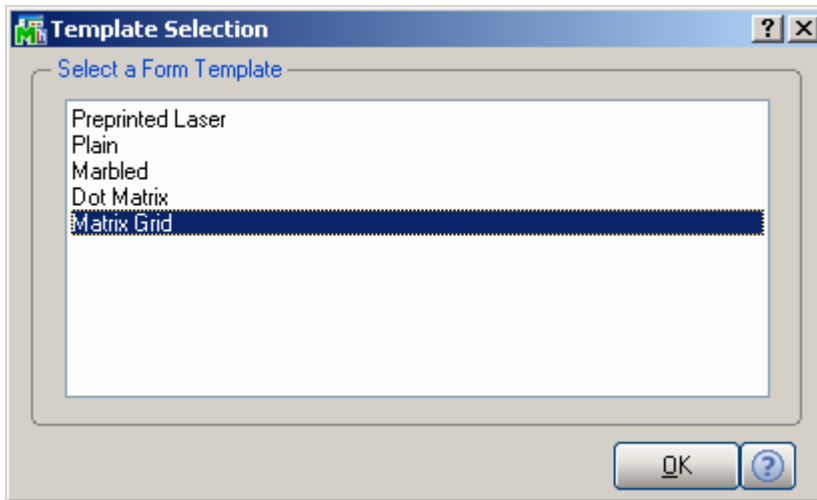 Template Selection
Select a Form Template
Preprinted Laser
Plain
Marbled
Dot Matrix
Matrix Grid
OK